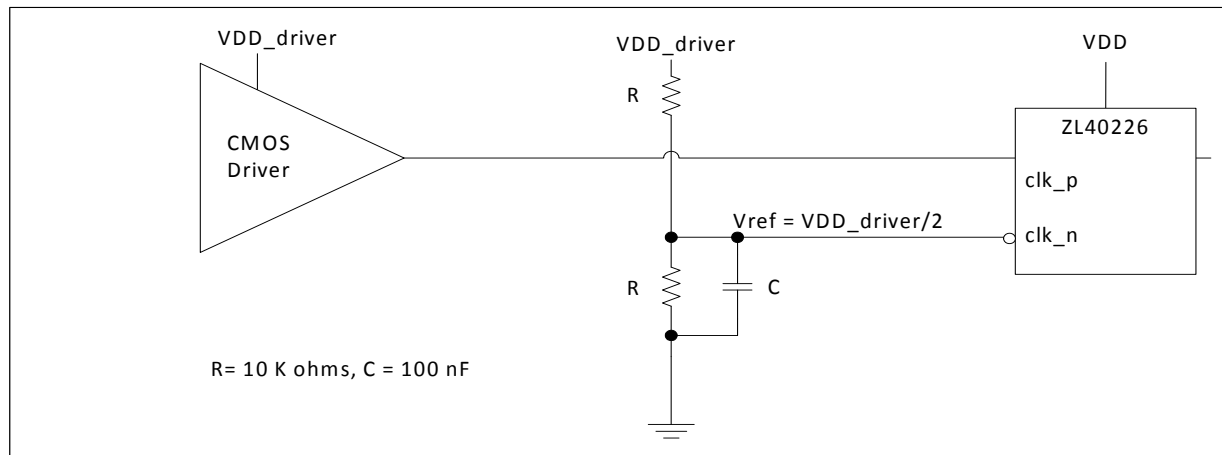 VDD_driver
VDD_driver
VDD
R
ZL40226
CMOS
Driver
clk_p
Vref = VDD_driver/2
clk_n
R
C
R= 10 K ohms, C = 100 nF